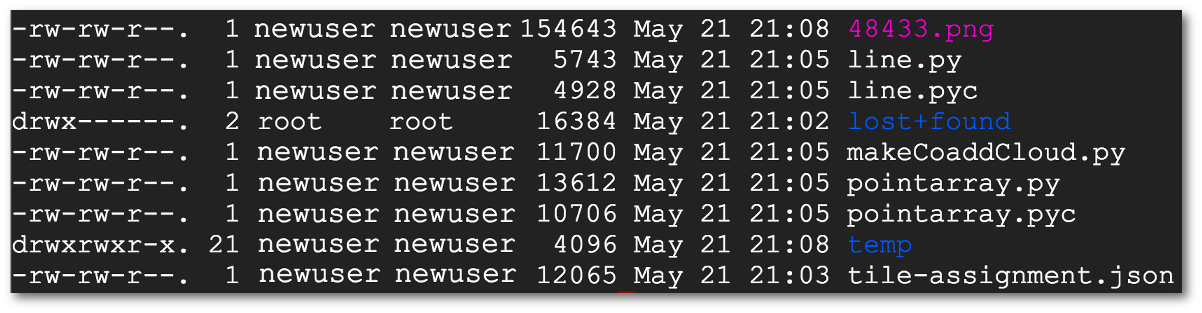 -rw-rw-r--. 1 newuser newuser 154643 May 21 21:08 48433.png
-rw-rw-r--. 1 newuser newuser 5743 May 21 21:05 line.py
-rw-rw-r--. 1 newuser newuser 4928 May 21 21:05 line.pyc
drwx------. 2 root root 16384 May 21 21:02 lost+found
-rw-rw-r--. 1 newuser newuser 11700 May 21 21:05 makeCoaddCloud.py
-rw-rw-r--. 1 newuser newuser 13612 May 21 21:05 pointarray.py
-rw-rw-r--. 1 newuser newuser 10706 May 21 21:05 pointarray.pyc
drwxrwxr-x. 21 newuser newuser 4096 May 21 21:08 temp
-rw-rw-r--. 1 newuser newuser 12065 May 21 21:03 tile-assignment.json